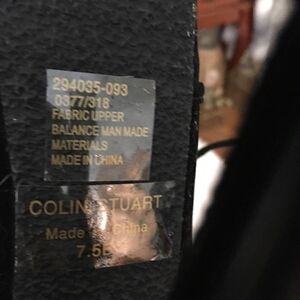 294035-093
0377/318
FABRIC UPPER
BALANCE MAN MADE
MATERIALS
MADE IN CHINA
COLIN STUART
Made in China
7.5B